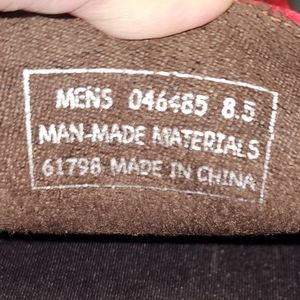 MENS 046485 8.5
MAN-MADE MATERIALS
61798 MADE IN CHINA